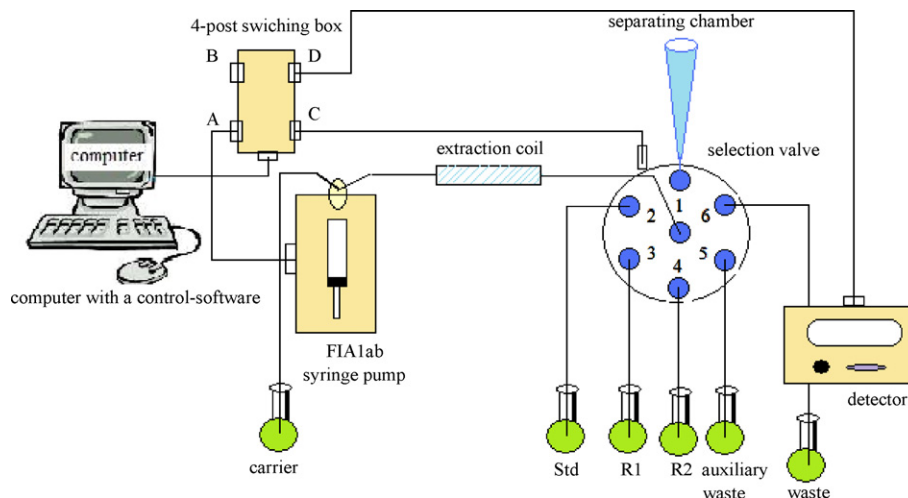 4-post swiching box
separating chamber
B
D
A
C
computer
extraction coil
selection valve
1
2
6
3
5
4
computer with a control-software
FIA1ab
syringe pump
detector
carrier
Std
R1
R2
auxiliary
waste
waste